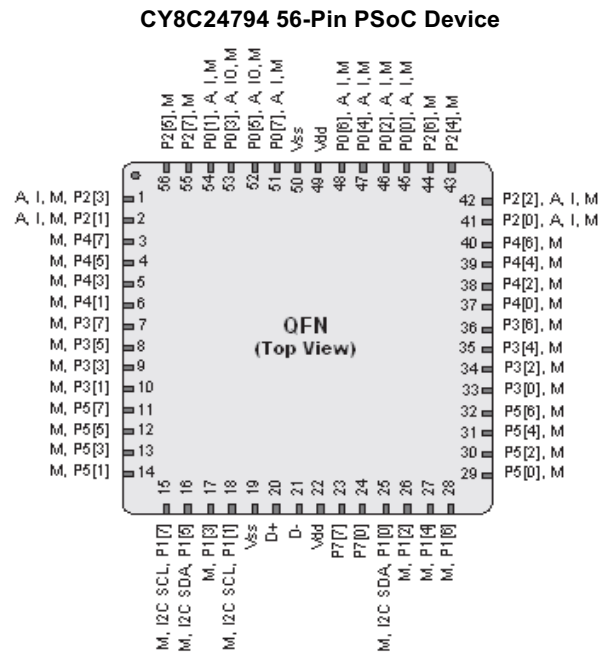 CY8C24794 56-Pin PSoC Device
P2[5], M
P2[7], M
P0[1], A, I, M
P0[3], A, IO, M
P0[5], A, IO, M
P0[7], A, I, M
Vss
Vdd
P0[6], A, I, M
P0[4], A, I, M
P0[2], A, I, M
P0[0], A, I, M
P2[6], M
P2[4], M
56
55
54
53
52
51
50
49
48
47
46
45
44
43
A, I, M, P2[3] 1
A, I, M, P2[1] 2
M, P4[7] 3
M, P4[5] 4
M, P4[3] 5
M, P4[1] 6
M, P3[7] 7
M, P3[5] 8
M, P3[3] 9
M, P3[1] 10
M, P5[7] 11
M, P5[5] 12
M, P5[3] 13
M, P5[1] 14
QFN
(Top View)
42 P2[2], A, I, M
41 P2[0], A, I, M
40 P4[6], M
39 P4[4], M
38 P4[2], M
37 P4[0], M
36 P3[6], M
35 P3[4], M
34 P3[2], M
33 P3[0], M
32 P5[6], M
31 P5[4], M
30 P5[2], M
29 P5[0], M
15
16
17
18
19
20
21
22
23
24
25
26
27
28
M, I2C SCL, P1[7]
M, I2C SDA, P1[5]
M, P1[3]
M, I2C SCL, P1[1]
Vss
D+
D-
Vdd
P7[7]
P7[0]
M, I2C SDA, P1[0]
M, P1[2]
M, P1[4]
M, P1[6]